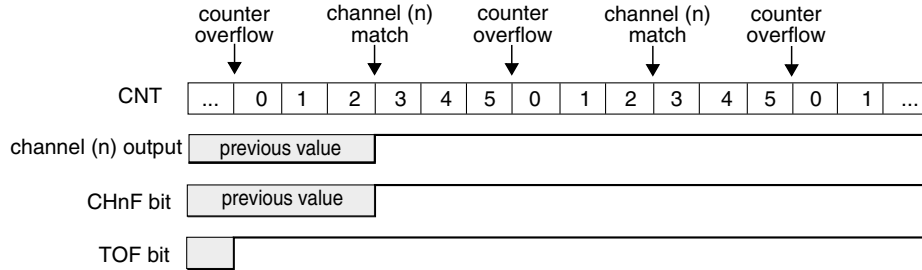 counter
overflow
channel (n)
match
counter
overflow
channel (n)
match
counter
overflow
CNT ... 0 1 2 3 4 5 0 1 2 3 4 5 0 1 ...
channel (n) output previous value
CHnF bit previous value
TOF bit